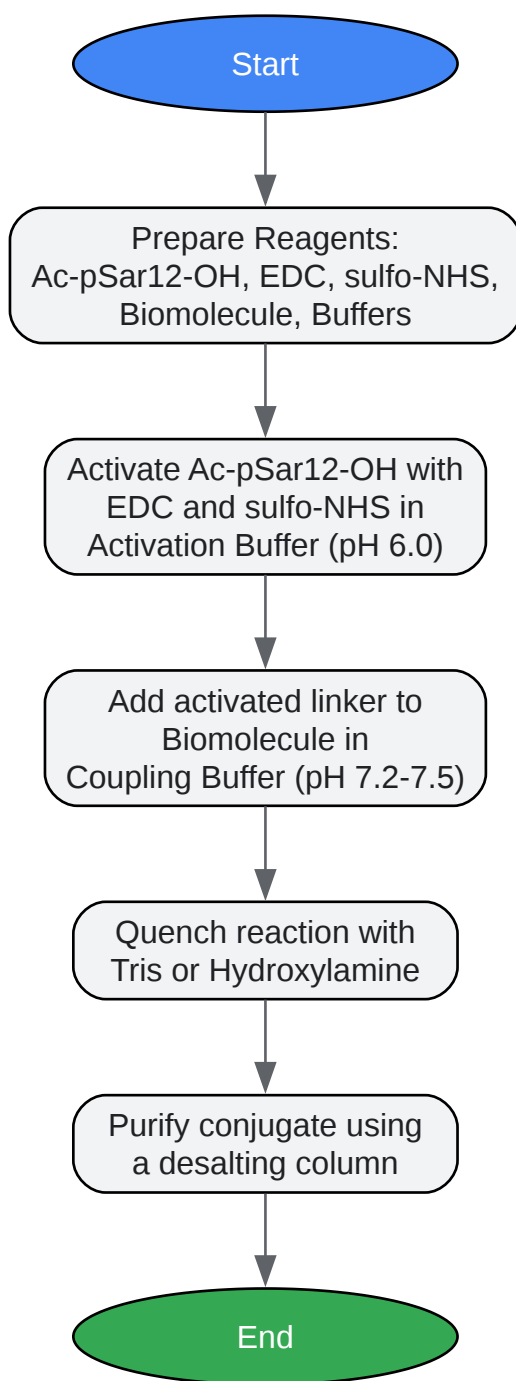 Start
Prepare Reagents:
Ac-pSar12-OH, EDC, sulfo-NHS,
Biomolecule, Buffers
Activate Ac-pSar12-OH with
EDC and sulfo-NHS in
Activation Buffer (pH 6.0)
Add activated linker to
Biomolecule in
Coupling Buffer (pH 7.2-7.5)
Quench reaction with
Tris or Hydroxylamine
Purify conjugate using
a desalting column
End